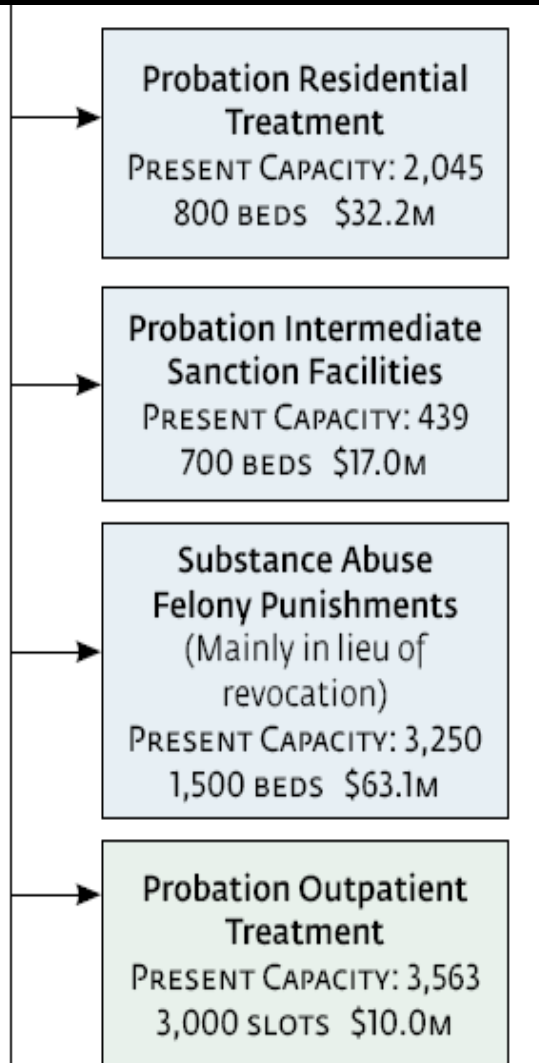 Probation Residential
Treatment
Present Capacity: 2,045
800 beds $32.2M
Probation Intermediate
Sanction Facilities
Present Capacity: 439
700 beds $17.0M
Substance Abuse
Felony Punishments
(Mainly in lieu of
revocation)
Present Capacity: 3,250
1,500 beds $63.1M
Probation Outpatient
Treatment
Present Capacity: 3,563
3,000 slots $10.0M